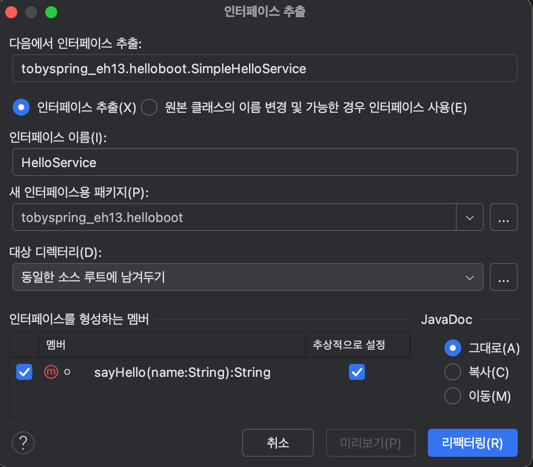 인터페이스 추출
다음에서 인터페이스 추출:
tobyspring_eh13.helloboot.SimpleHelloService
인터페이스 추출(X) 원본 클래스의 이름 변경 및 가능한 경우 인터페이스 사용(E)
인터페이스 이름(I):
HelloService
새 인터페이스용 패키지(P):
tobyspring_eh13.helloboot
...
대상 디렉터리(D):
동일한 소스 루트에 남겨두기
...
인터페이스를 형성하는 멤버
멤버 추상적으로 설정
m sayHello(name:String):String
JavaDoc
그대로(A)
복사(C)
이동(M)
? 취소 미리보기(P) 리팩터링(R)